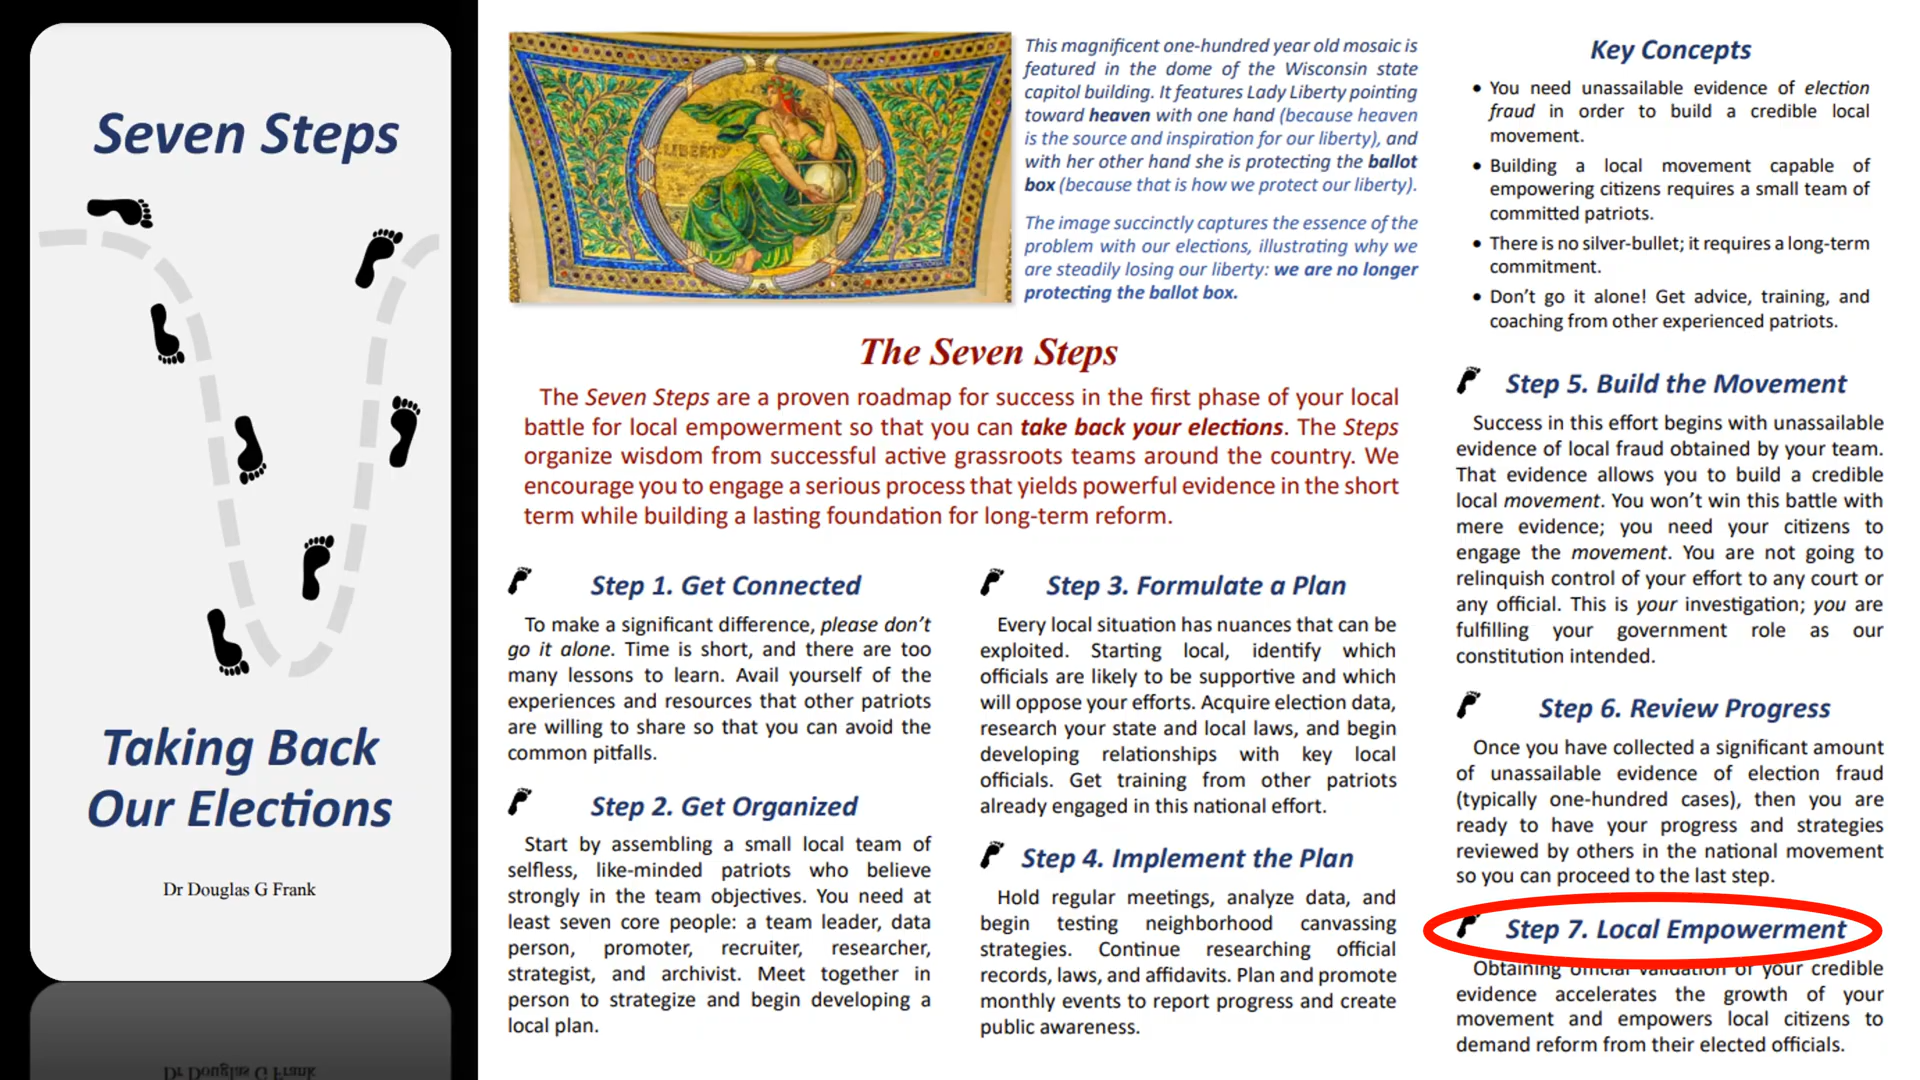 Seven Steps
Taking Back
Our Elections
Dr Douglas G Frank
Dr Douglas G Frank
LIBERTY
This magnificent one-hundred year old mosaic is
featured in the dome of the Wisconsin state
capitol building. It features Lady Liberty pointing
toward heaven with one hand (because heaven
is the source and inspiration for our liberty), and
with her other hand she is protecting the ballot
box (because that is how we protect our liberty).
The image succinctly captures the essence of the
problem with our elections, illustrating why we
are steadily losing our liberty: we are no longer
protecting the ballot box.
The Seven Steps
The Seven Steps are a proven roadmap for success in the first phase of your local
battle for local empowerment so that you can take back your elections. The Steps
organize wisdom from successful active grassroots teams around the country. We
encourage you to engage a serious process that yields powerful evidence in the short
term while building a lasting foundation for long-term reform.
Step 1. Get Connected
To make a significant difference, please don't
go it alone. Time is short, and there are too
many lessons to learn. Avail yourself of the
experiences and resources that other patriots
are willing to share so that you can avoid the
common pitfalls.
Step 2. Get Organized
Start by assembling a small local team of
selfless, like-minded patriots who believe
strongly in the team objectives. You need at
least seven core people: a team leader, data
person, promoter, recruiter, researcher,
strategist, and archivist. Meet together in
person to strategize and begin developing a
local plan.
Step 3. Formulate a Plan
Every local situation has nuances that can be
exploited. Starting local, identify which
officials are likely to be supportive and which
will oppose your efforts. Acquire election data,
research your state and local laws, and begin
developing relationships with key local
officials. Get training from other patriots
already engaged in this national effort.
Step 4. Implement the Plan
Hold regular meetings, analyze data, and
begin testing neighborhood canvassing
strategies. Continue researching official
records, laws, and affidavits. Plan and promote
monthly events to report progress and create
public awareness.
Key Concepts
• You need unassailable evidence of election
fraud in order to build a credible local
movement.
• Building a local movement capable of
empowering citizens requires a small team of
committed patriots.
• There is no silver-bullet; it requires a long-term
commitment.
• Don't go it alone! Get advice, training, and
coaching from other experienced patriots.
Step 5. Build the Movement
Success in this effort begins with unassailable
evidence of local fraud obtained by your team.
That evidence allows you to build a credible
local movement. You won't win this battle with
mere evidence; you need your citizens to
engage the movement. You are not going to
relinquish control of your effort to any court or
any official. This is your investigation; you are
fulfilling your government role as our
constitution intended.
Step 6. Review Progress
Once you have collected a significant amount
of unassailable evidence of election fraud
(typically one-hundred cases), then you are
ready to have your progress and strategies
reviewed by others in the national movement
so you can proceed to the last step.
Step 7. Local Empowerment
Obtaining official validation of your credible
evidence accelerates the growth of your
movement and empowers local citizens to
demand reform from their elected officials.